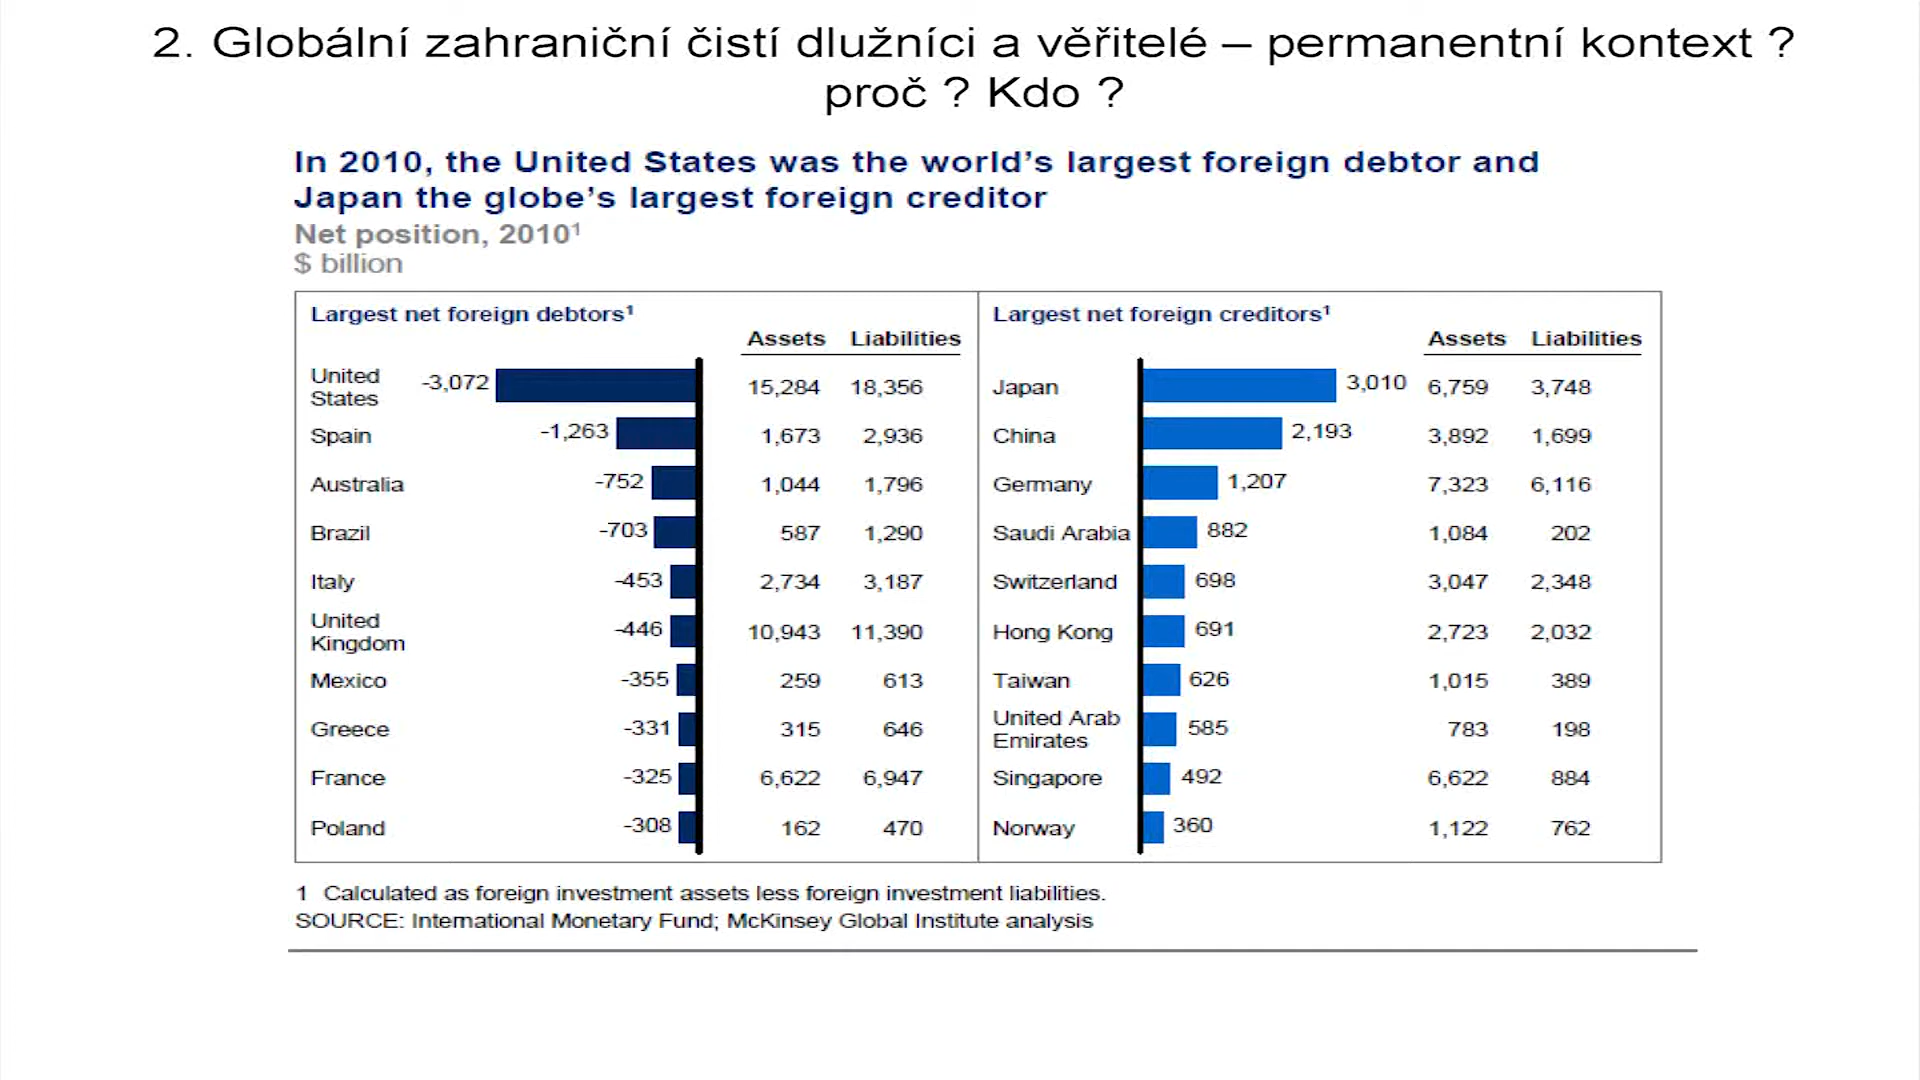 2. Globální zahraniční čistí dlužníci a věřitelé – permanentní kontext ?
proč ? Kdo ?
In 2010, the United States was the world’s largest foreign debtor and
Japan the globe’s largest foreign creditor
Net position, 2010¹
$ billion
Largest net foreign debtors¹
Assets Liabilities
United States -3,072 15,284 18,356
Spain -1,263 1,673 2,936
Australia -752 1,044 1,796
Brazil -703 587 1,290
Italy -453 2,734 3,187
United Kingdom -446 10,943 11,390
Mexico -355 259 613
Greece -331 315 646
France -325 6,622 6,947
Poland -308 162 470
Largest net foreign creditors¹
Assets Liabilities
Japan 3,010 6,759 3,748
China 2,193 3,892 1,699
Germany 1,207 7,323 6,116
Saudi Arabia 882 1,084 202
Switzerland 698 3,047 2,348
Hong Kong 691 2,723 2,032
Taiwan 626 1,015 389
United Arab Emirates 585 783 198
Singapore 492 6,622 884
Norway 360 1,122 762
1 Calculated as foreign investment assets less foreign investment liabilities.
SOURCE: International Monetary Fund; McKinsey Global Institute analysis